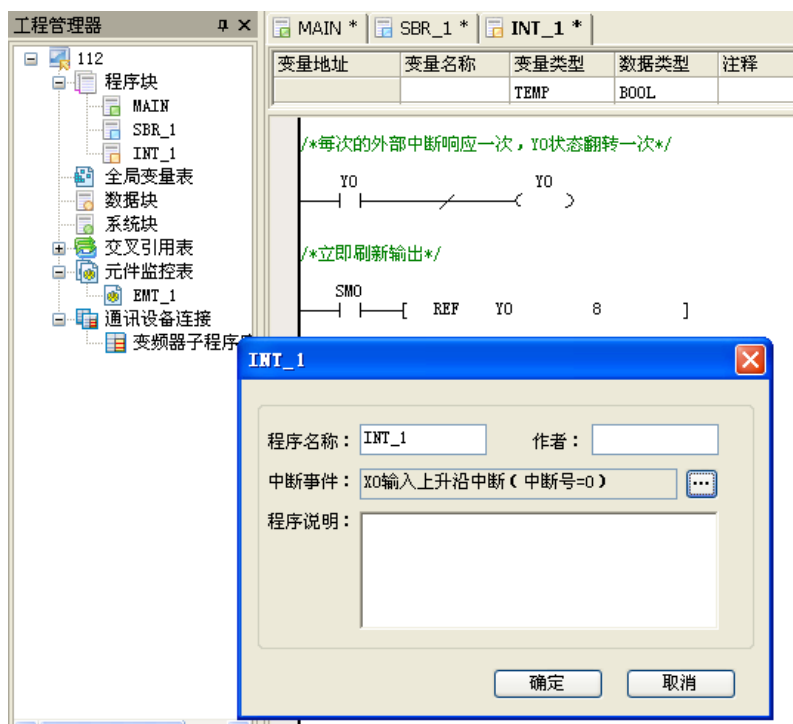 工程管理器
112
程序块
MAIN
SBR_1
INT_1
全局变量表
数据块
系统块
交叉引用表
元件监控表
EMT_1
通讯设备连接
变频器子程序
MAIN * SBR_1 * INT_1 *
变量地址 变量名称 变量类型 数据类型 注释
TEMP BOOL
/*每次的外部中断响应一次，Y0状态翻转一次*/
Y0 Y0
/*立即刷新输出*/
SM0
[ REF Y0 8 ]
INT_1
程序名称： INT_1 作者：
中断事件： X0输入上升沿中断（中断号=0） ...
程序说明：
确定 取消